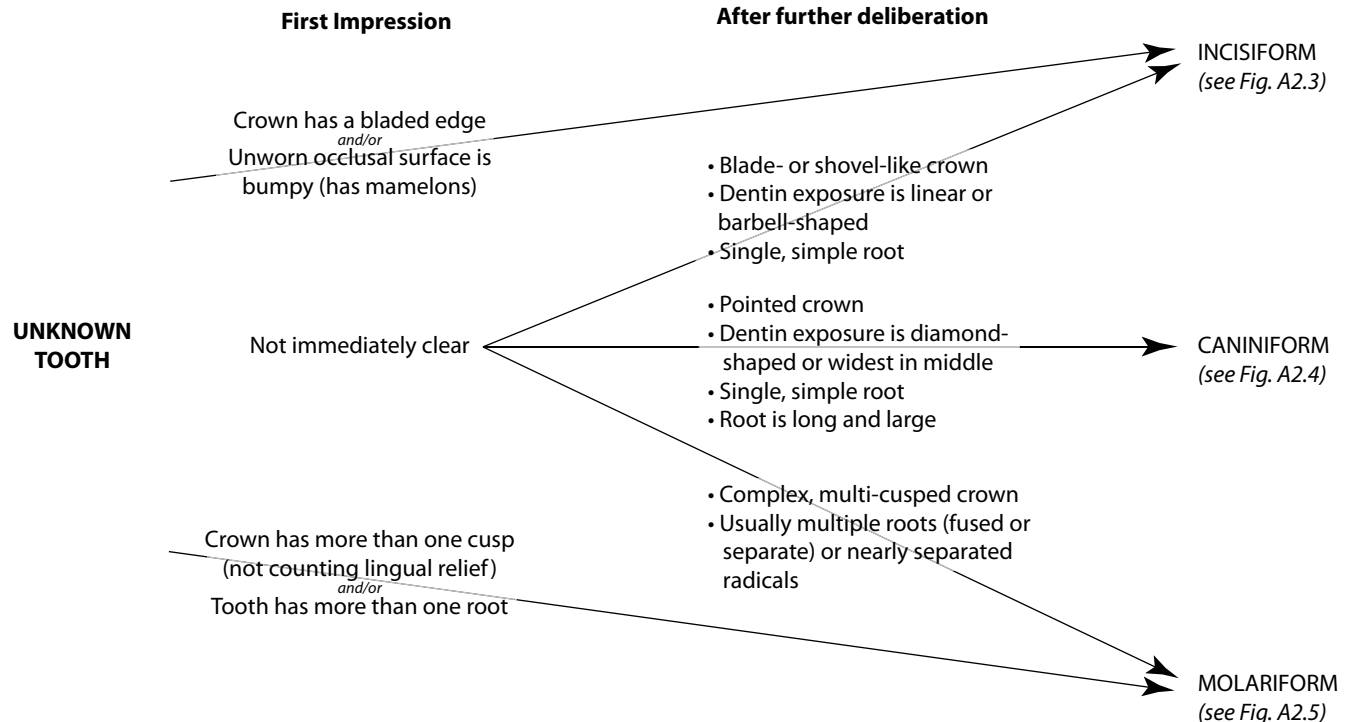 First Impression
After further deliberation
INCISIFORM
(see Fig. A2.3)
Crown has a bladed edge
and/or
Unworn occlusal surface is
bumpy (has mamelons)
• Blade- or shovel-like crown
• Dentin exposure is linear or
barbell-shaped
• Single, simple root
UNKNOWN
TOOTH
Not immediately clear
• Pointed crown
• Dentin exposure is diamond-
shaped or widest in middle
• Single, simple root
• Root is long and large
CANINIFORM
(see Fig. A2.4)
Crown has more than one cusp
(not counting lingual relief)
and/or
Tooth has more than one root
• Complex, multi-cusped crown
• Usually multiple roots (fused or
separate) or nearly separated
radicals
MOLARIFORM
(see Fig. A2.5)